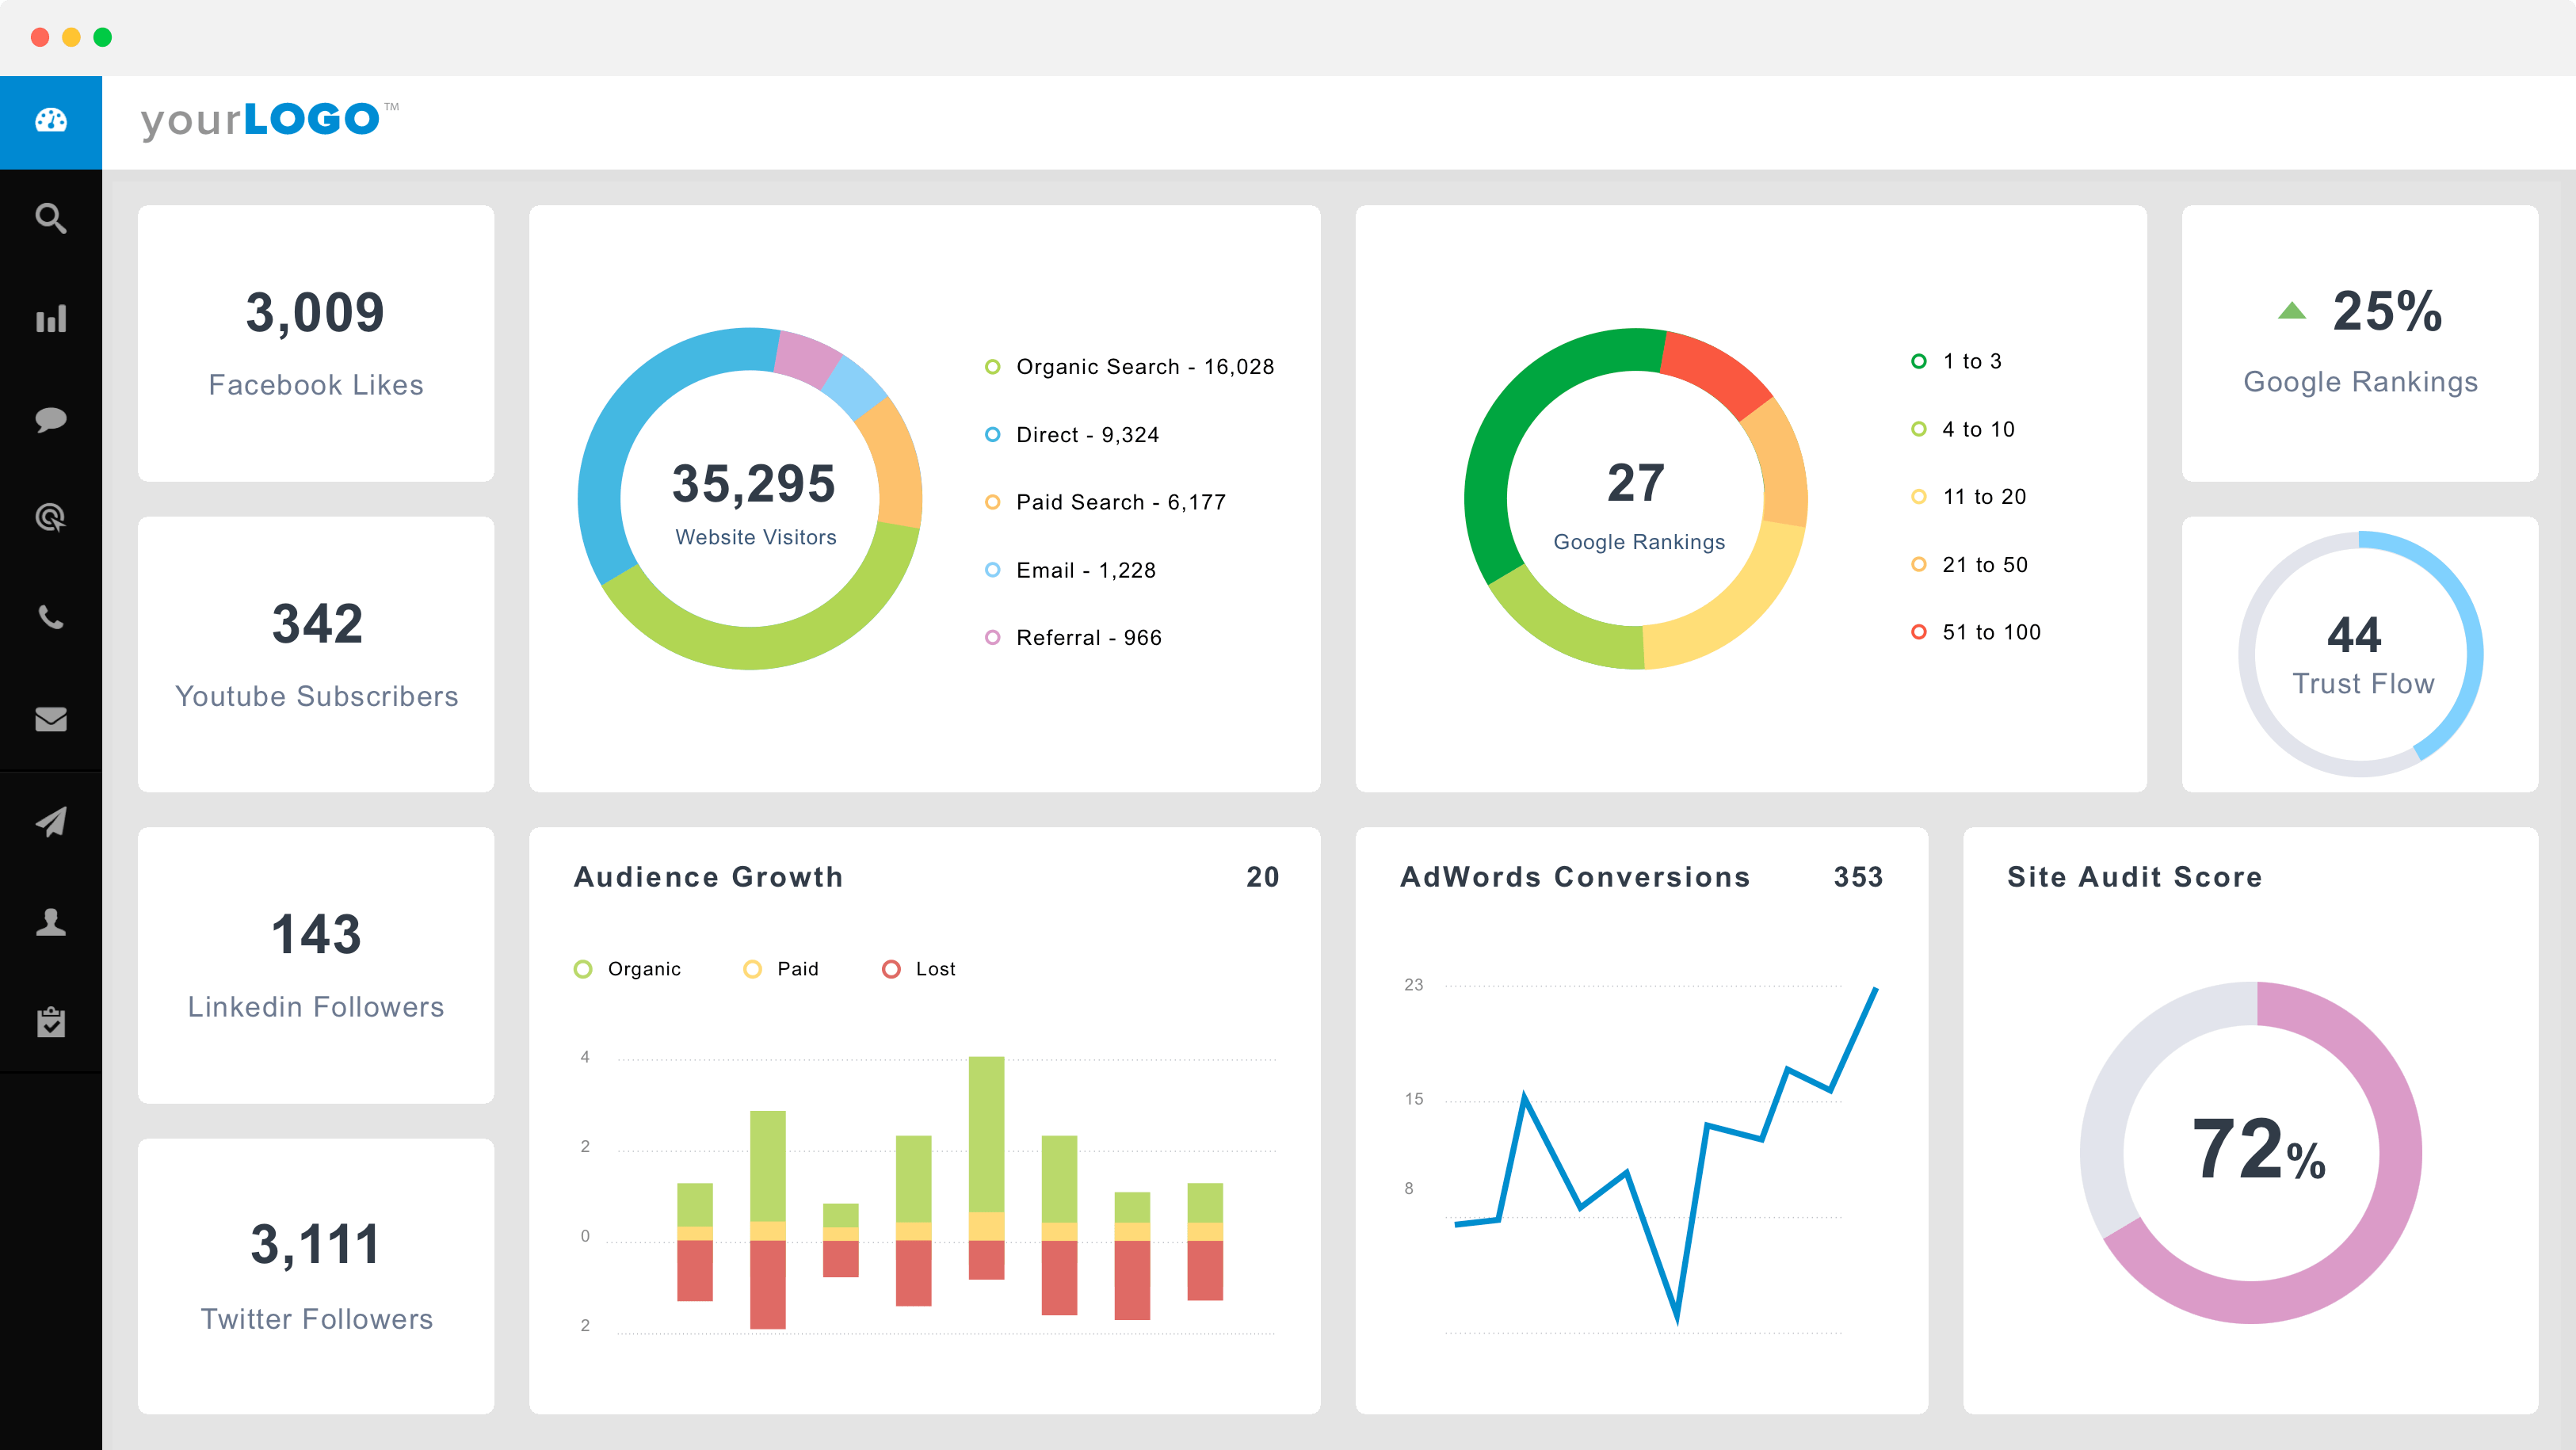 yourLOGO™
3,009
Facebook Likes
342
Youtube Subscribers
143
Linkedin Followers
3,111
Twitter Followers
35,295
Website Visitors
Organic Search - 16,028
Direct - 9,324
Paid Search - 6,177
Email - 1,228
Referral - 966
27
Google Rankings
1 to 3
4 to 10
11 to 20
21 to 50
51 to 100
25%
Google Rankings
44
Trust Flow
Audience Growth 20
Organic Paid Lost
4
2
0
2
AdWords Conversions 353
23
15
8
Site Audit Score
72%